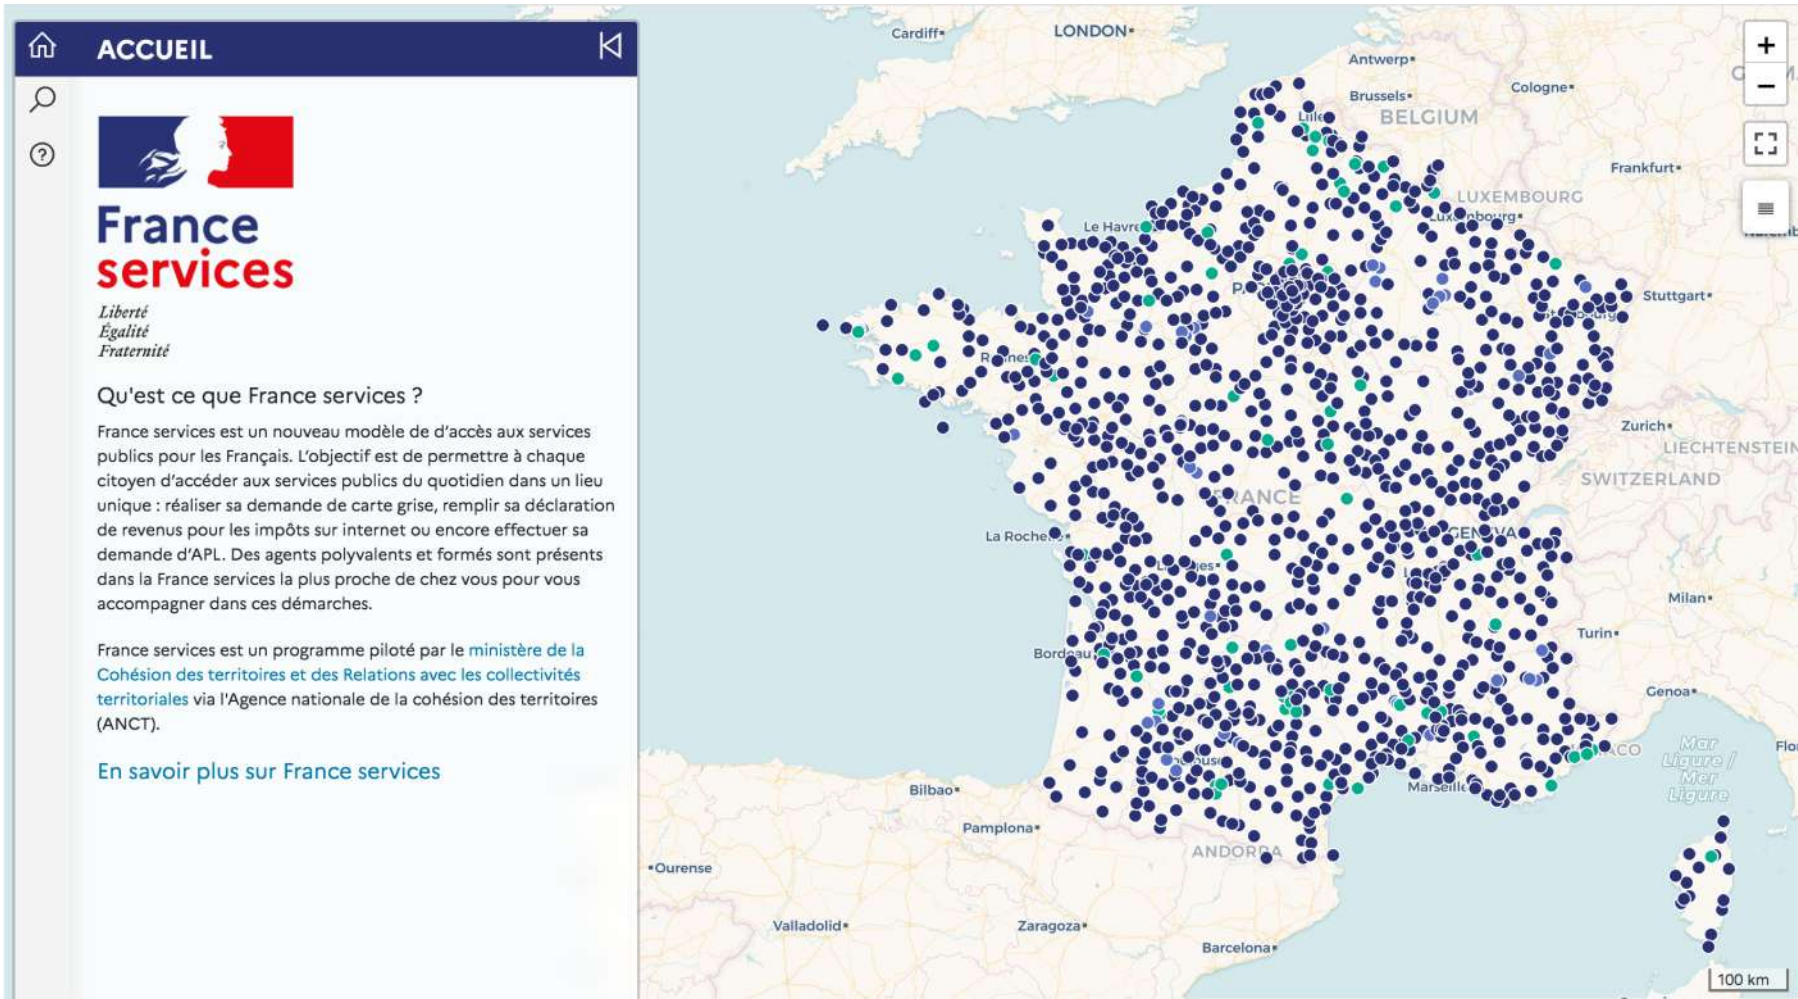 ACCUEIL
France
services
Liberté
Égalité
Fraternité
Qu'est ce que France services ?
France services est un nouveau modèle de d'accès aux services
publics pour les Français. L'objectif est de permettre à chaque
citoyen d'accéder aux services publics du quotidien dans un lieu
unique : réaliser sa demande de carte grise, remplir sa déclaration
de revenus pour les impôts sur internet ou encore effectuer sa
demande d'APL. Des agents polyvalents et formés sont présents
dans la France services la plus proche de chez vous pour vous
accompagner dans ces démarches.
France services est un programme piloté par le ministère de la
Cohésion des territoires et des Relations avec les collectivités
territoriales via l'Agence nationale de la cohésion des territoires
(ANCT).
En savoir plus sur France services
Cardiff
LONDON
Antwerp
Brussels
BELGIUM
Cologne
Lille
Frankfurt
LUXEMBOURG
Le Havre
Stuttgart
Zurich
LIECHTENSTEIN
SWITZERLAND
FRANCE
GENEVA
Milan
Turin
Genoa
Mar
Ligure /
Mer
Ligure
Marseille
Bilbao
Pamplona
ANDORRA
Ourense
Valladolid
Zaragoza
Barcelona
100 km
+
−